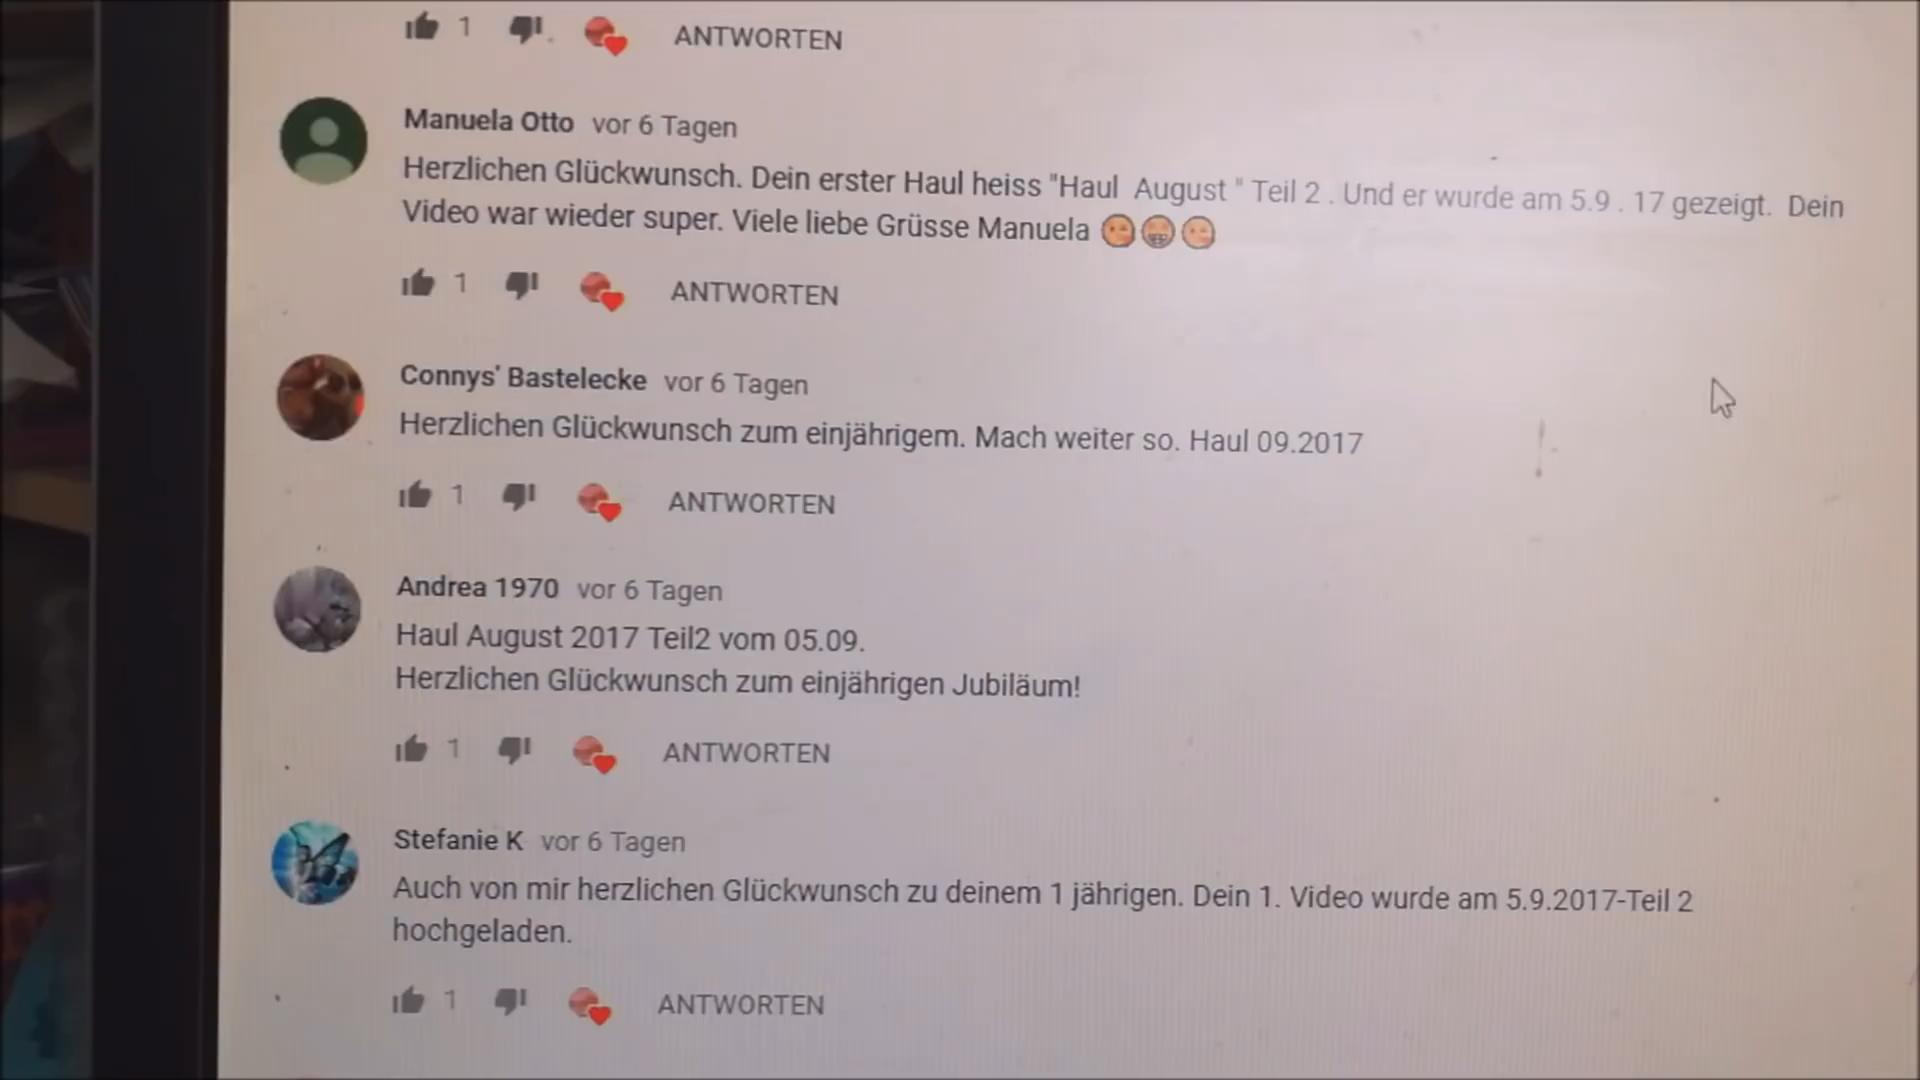 1 ANTWORTEN
Manuela Otto vor 6 Tagen
Herzlichen Glückwunsch. Dein erster Haul heiss "Haul August " Teil 2 . Und er wurde am 5.9 . 17 gezeigt. Dein
Video war wieder super. Viele liebe Grüsse Manuela
1 ANTWORTEN
Connys' Bastelecke vor 6 Tagen
Herzlichen Glückwunsch zum einjährigem. Mach weiter so. Haul 09.2017
1 ANTWORTEN
Andrea 1970 vor 6 Tagen
Haul August 2017 Teil2 vom 05.09.
Herzlichen Glückwunsch zum einjährigen Jubiläum!
1 ANTWORTEN
Stefanie K vor 6 Tagen
Auch von mir herzlichen Glückwunsch zu deinem 1 jährigen. Dein 1. Video wurde am 5.9.2017-Teil 2
hochgeladen.
1 ANTWORTEN